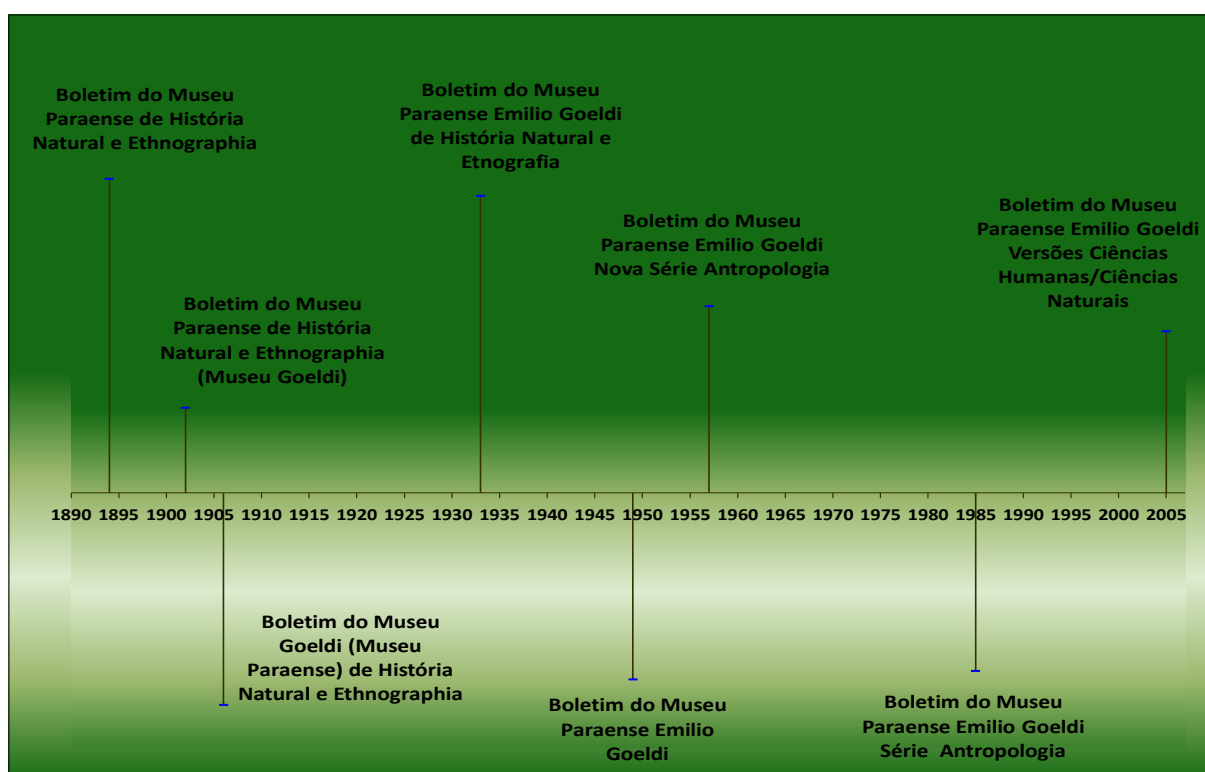 Boletim do Museu
Paraense de História
Natural e Ethnographia
Boletim do Museu
Paraense Emilio Goeldi
de História Natural e
Etnografia
Boletim do Museu
Paraense Emilio Goeldi
Nova Série Antropologia
Boletim do Museu
Paraense Emilio Goeldi
Versões Ciências
Humanas/Ciências
Naturais
Boletim do Museu
Paraense de História
Natural e Ethnographia
(Museu Goeldi)
1890 1895 1900 1905 1910 1915 1920 1925 1930 1935 1940 1945 1950 1955 1960 1965 1970 1975 1980 1985 1990 1995 2000 2005
Boletim do Museu
Goeldi (Museu
Paraense) de História
Natural e Ethnographia
Boletim do Museu
Paraense Emilio
Goeldi
Boletim do Museu
Paraense Emilio Goeldi
Série Antropologia